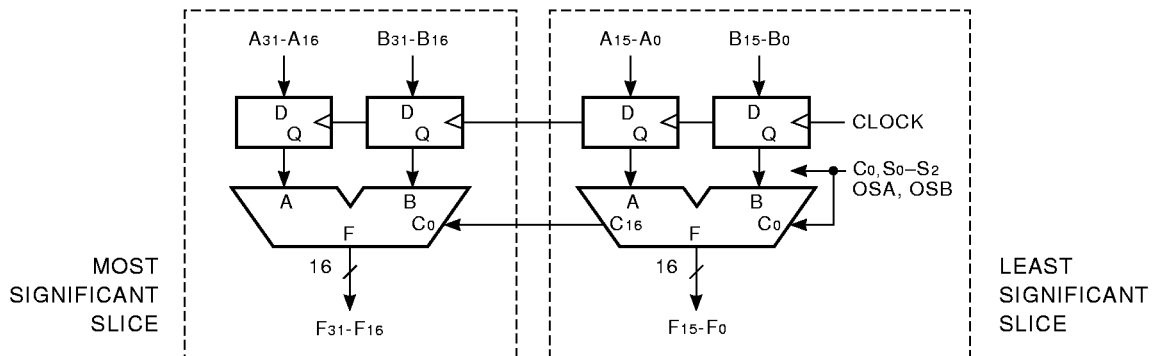 A31-A16 B31-B16 A15-A0 B15-B0
D D D D
Q Q Q Q CLOCK
C0, S0–S2
OSA, OSB
A B A B
C0 C16 C0
F F
16 16
MOST
SIGNIFICANT
SLICE
LEAST
SIGNIFICANT
SLICE
F31-F16 F15-F0